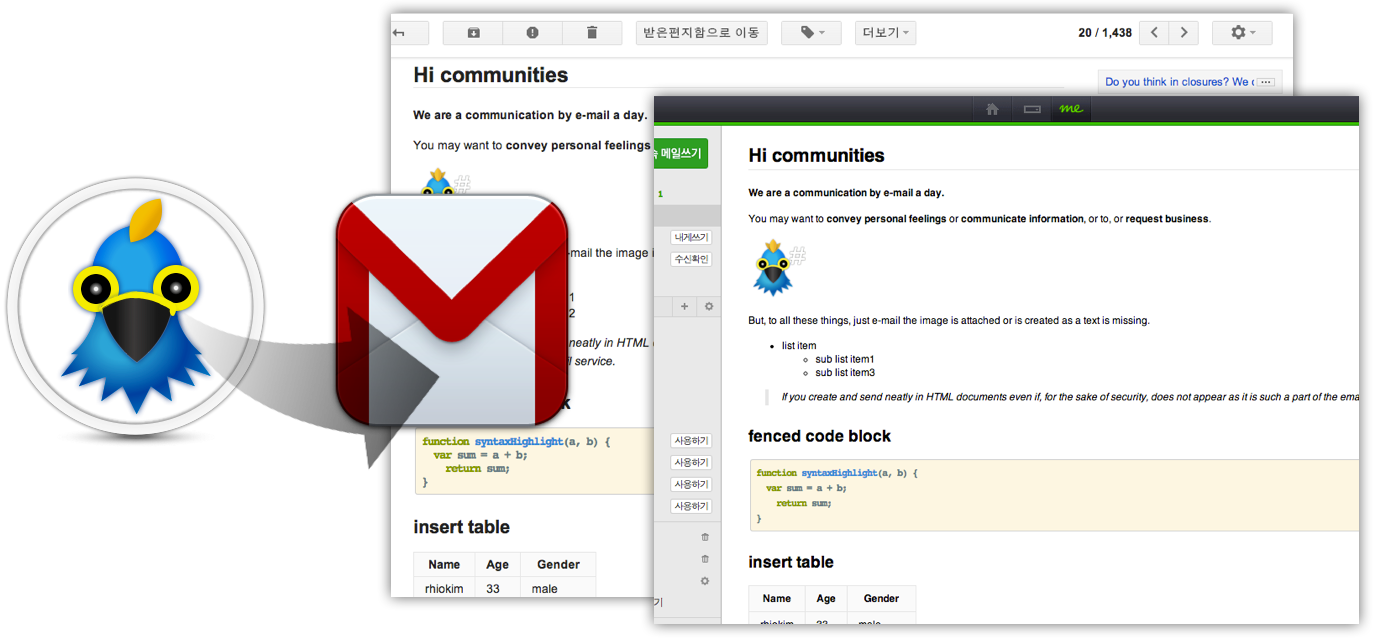 받은편지함으로 이동
더보기
20 / 1,438
Hi communities
Do you think in closures? We
We are a communication by e-mail a day.
You may want to convey personal feelings
#
-mail the image
1
2
neatly in HTML
il service.
k
function syntaxHighlight(a, b) {
var sum = a + b;
return sum;
}
insert table
Name Age Gender
rhiokim 33 male
me
메일쓰기
1
내게쓰기
수신확인
사용하기
사용하기
사용하기
사용하기
기
Hi communities
We are a communication by e-mail a day.
You may want to convey personal feelings or communicate information, or to, or request business.
#
But, to all these things, just e-mail the image is attached or is created as a text is missing.
• list item
◦ sub list item1
◦ sub list item3
If you create and send neatly in HTML documents even if, for the sake of security, does not appear as it is such a part of the ema
fenced code block
function syntaxHighlight(a, b) {
var sum = a + b;
return sum;
}
insert table
Name Age Gender
rhiokim 33 male